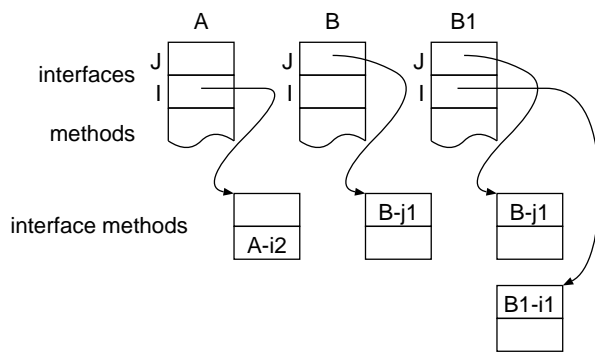 A B B1
J J J
interfaces
I I I
methods
interface methods
B-j1 B-j1
A-i2
B1-i1